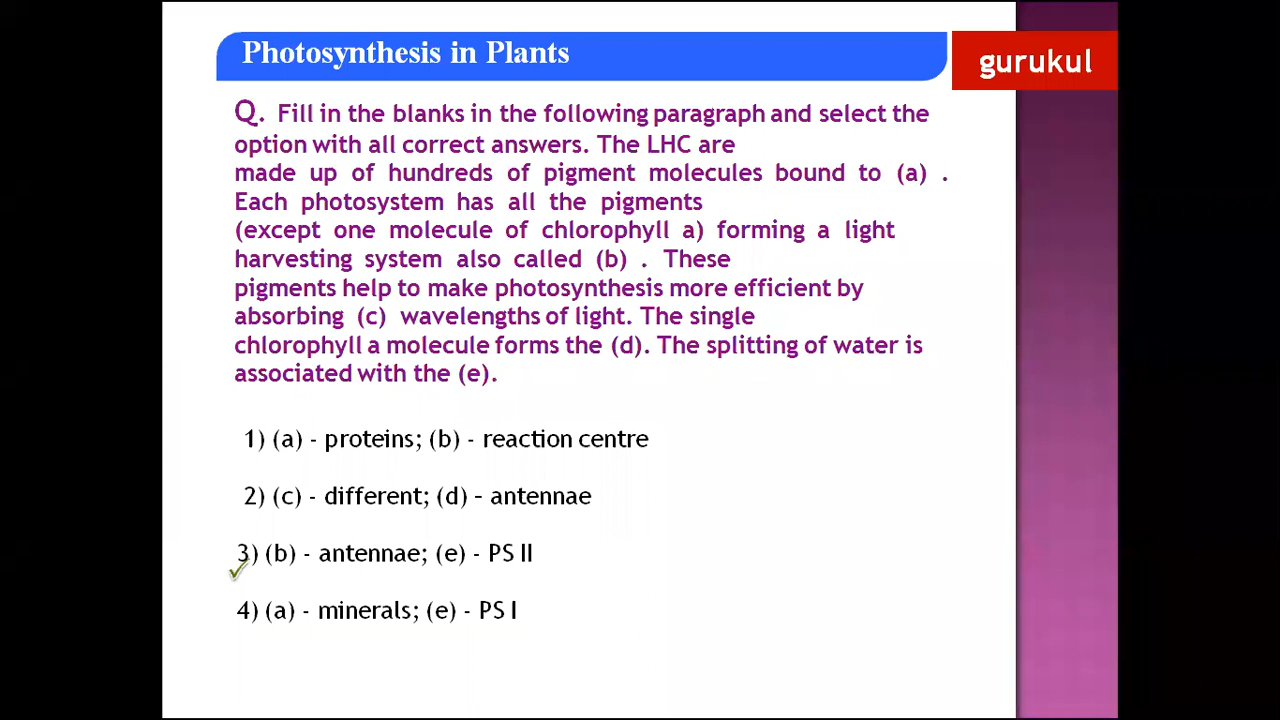 Photosynthesis in Plants
gurukul
Q. Fill in the blanks in the following paragraph and select the
option with all correct answers. The LHC are
made up of hundreds of pigment molecules bound to (a) .
Each photosystem has all the pigments
(except one molecule of chlorophyll a) forming a light
harvesting system also called (b) . These
pigments help to make photosynthesis more efficient by
absorbing (c) wavelengths of light. The single
chlorophyll a molecule forms the (d). The splitting of water is
associated with the (e).
1) (a) - proteins; (b) - reaction centre
2) (c) - different; (d) - antennae
3) (b) - antennae; (e) - PS II
4) (a) - minerals; (e) - PS I